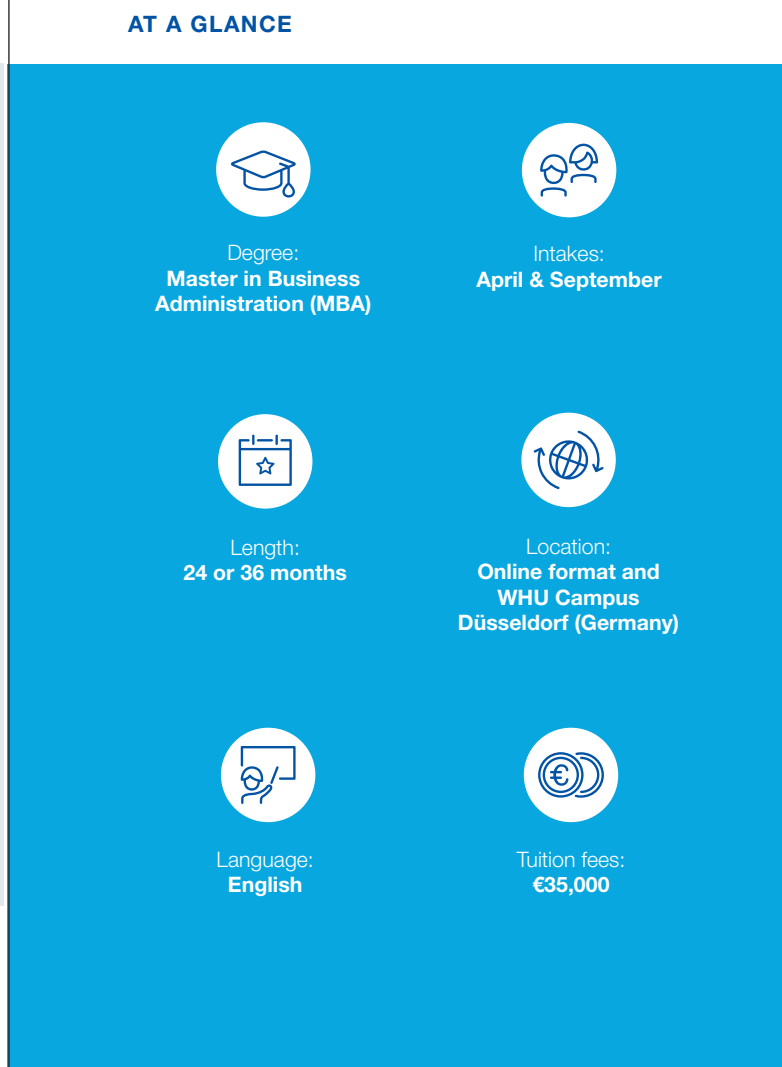 AT A GLANCE
Degree:
Master in Business
Administration (MBA)
Intakes:
April & September
Length:
24 or 36 months
Location:
Online format and
WHU Campus
Düsseldorf (Germany)
Language:
English
Tuition fees:
€35,000